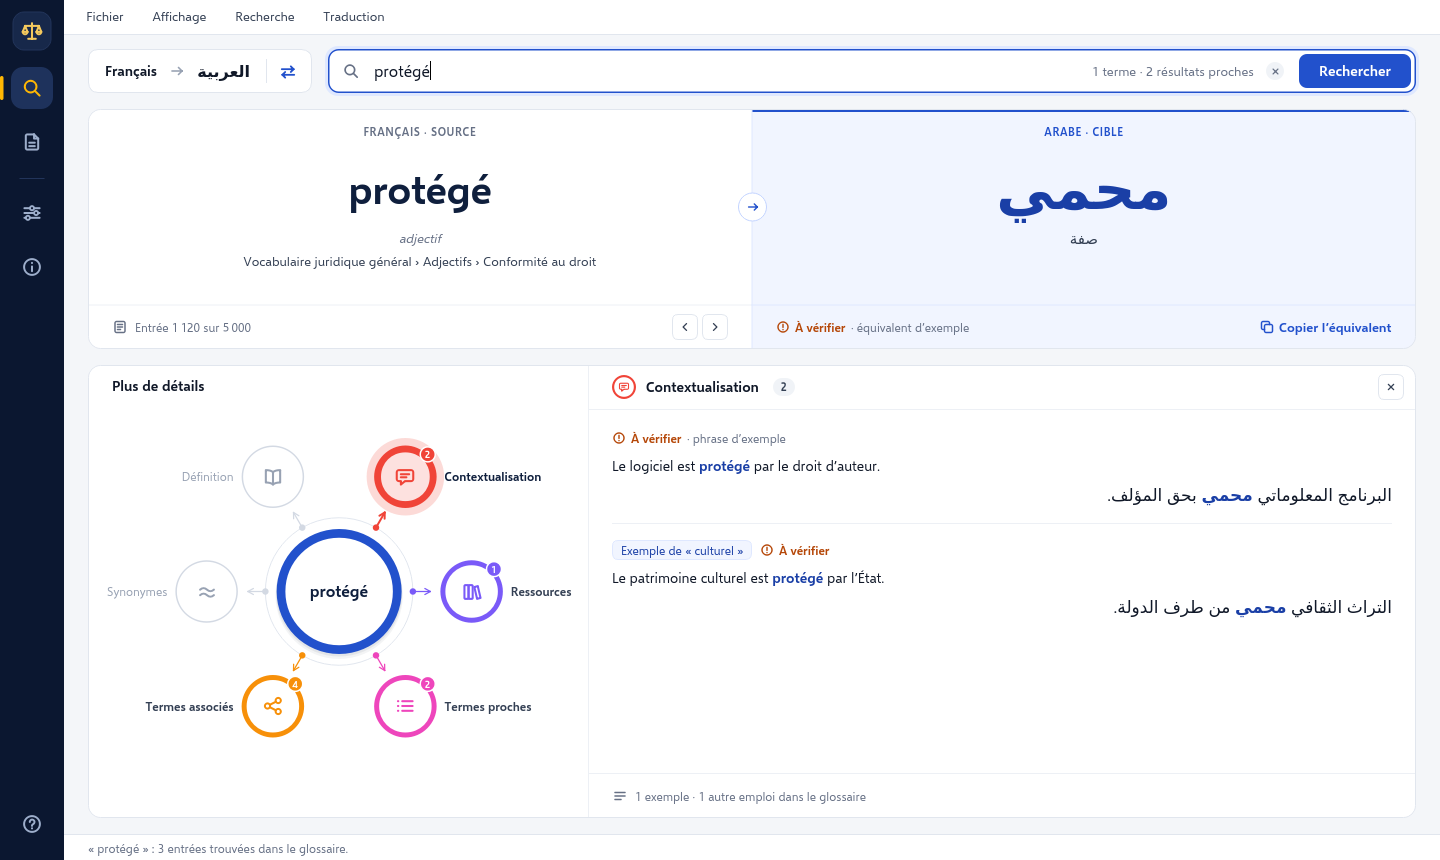 Fichier Affichage Recherche Traduction
Français → العربية
protégé
1 terme · 2 résultats proches
Rechercher
FRANÇAIS · SOURCE
protégé
adjectif
Vocabulaire juridique général › Adjectifs › Conformité au droit
Entrée 1 120 sur 5 000
ARABE · CIBLE
محمي
صفة
À vérifier · équivalent d’exemple
Copier l’équivalent
Plus de détails
Définition
2
Contextualisation
Synonymes
protégé
1
Ressources
Termes associés
4
2
Termes proches
Contextualisation 2
À vérifier · phrase d’exemple
Le logiciel est protégé par le droit d’auteur.
البرنامج المعلوماتي محمي بحق المؤلف.
Exemple de « culturel » À vérifier
Le patrimoine culturel est protégé par l’État.
التراث الثقافي محمي من طرف الدولة.
1 exemple · 1 autre emploi dans le glossaire
« protégé » : 3 entrées trouvées dans le glossaire.